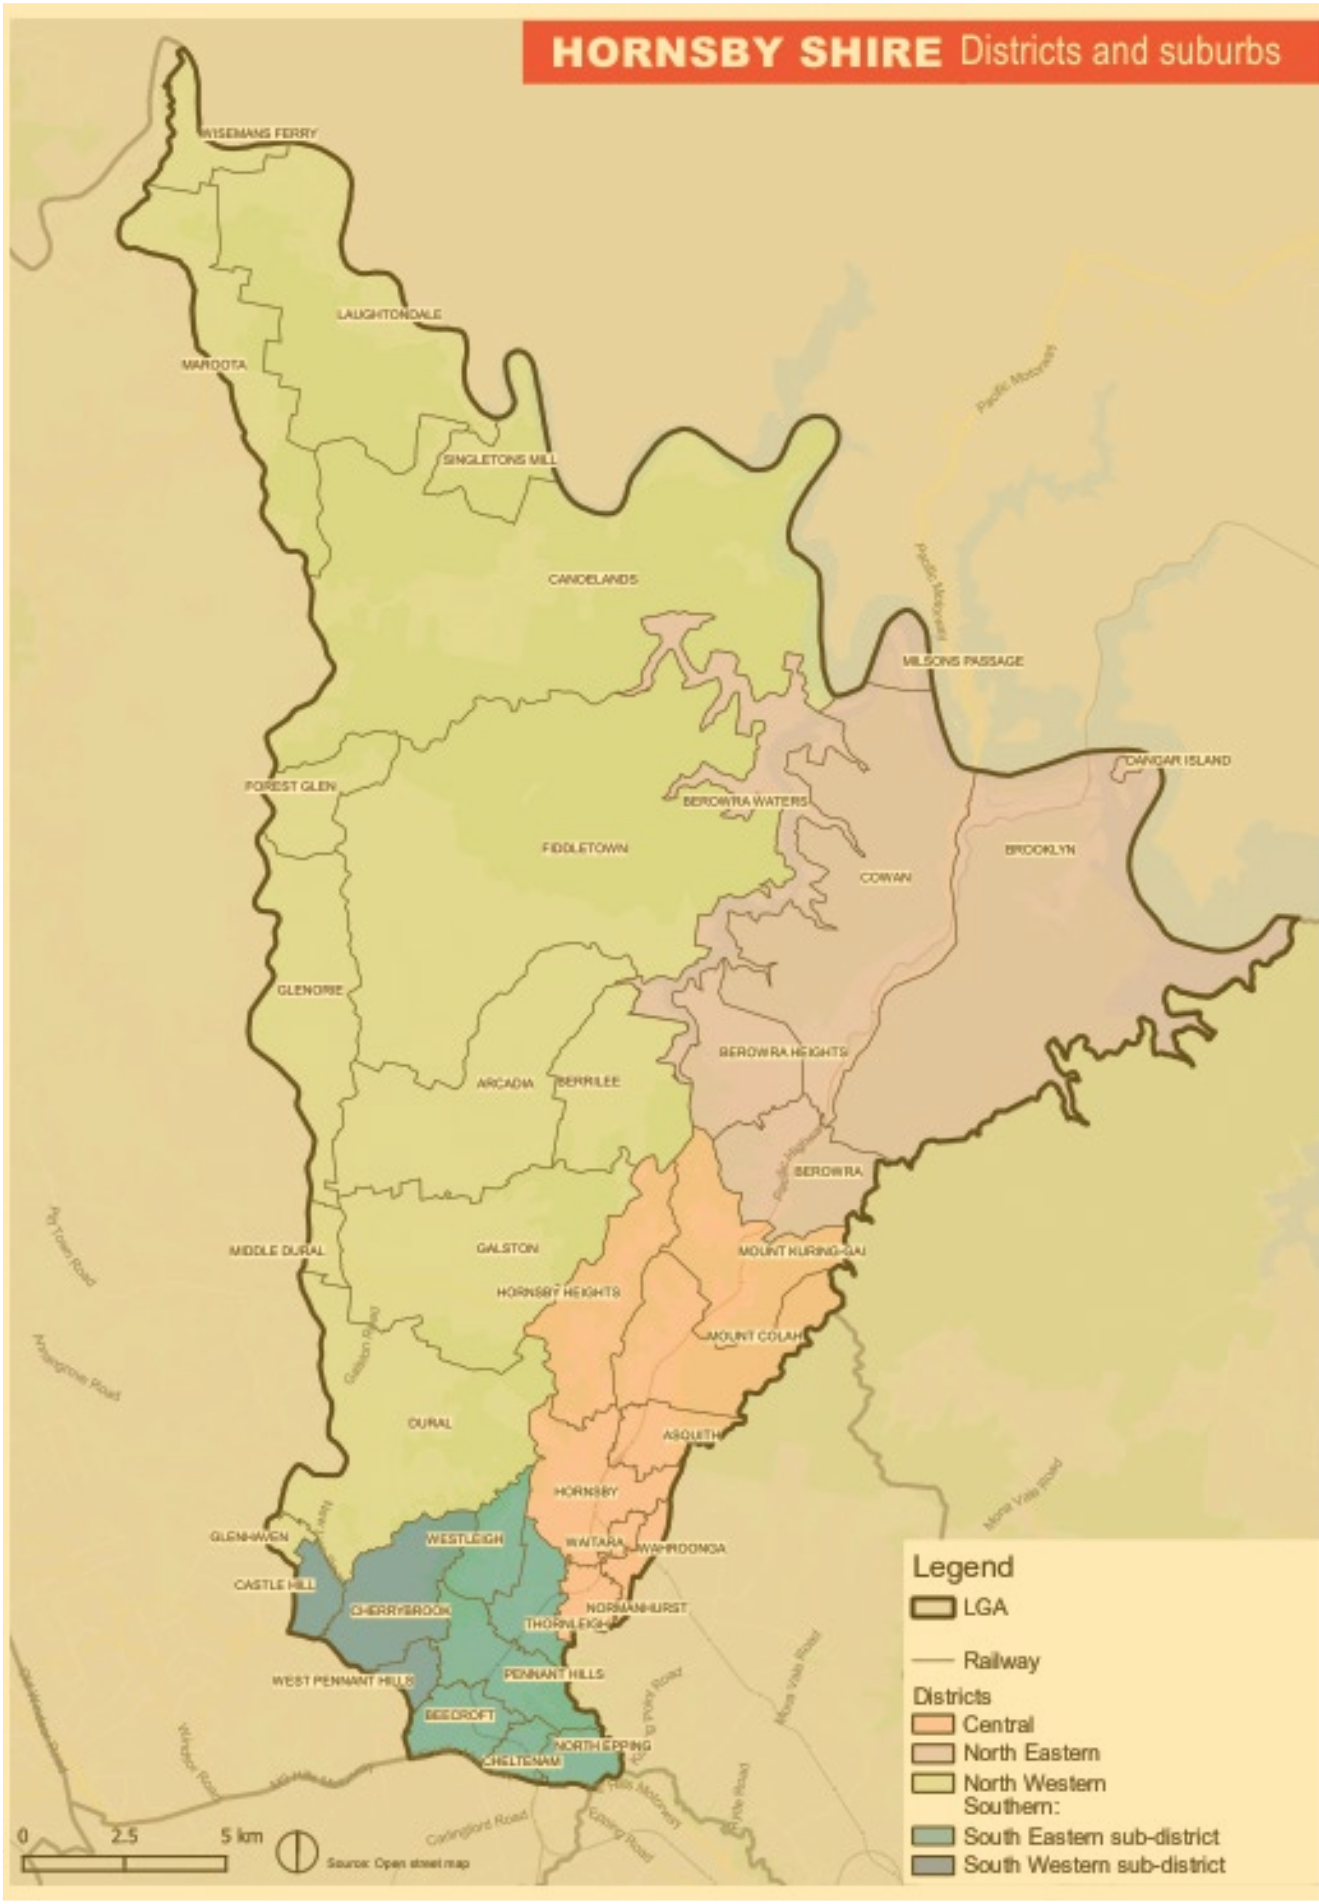 HORNSBY SHIRE Districts and suburbs
WISEMANS FERRY
LAUGHTONDALE
MAROOTA
Pacific Motorway
SINGLETONS MILL
CANOELANDS
Pacific Motorway
MILSONS PASSAGE
DANGAR ISLAND
FOREST GLEN
BEROWRA WATERS
FIDDLETOWN
BROOKLYN
COWAN
GLENORIE
BEROWRA HEIGHTS
ARCADIA
BERRILEE
Pacific Highway
BEROWRA
Pitt Town Road
MIDDLE DURAL
GALSTON
MOUNT KURING-GAI
HORNSBY HEIGHTS
MOUNT COLAH
Galston Road
Annangrove Road
DURAL
ASQUITH
HORNSBY
Mona Vale Road
GLENHAVEN
WESTLEIGH
WAITARA
WAHROONGA
CASTLE HILL
CHERRYBROOK
NORMANHURST
THORNLEIGH
WEST PENNANT HILLS
PENNANT HILLS
Mona Vale Road
Old Windsor Road
BEECROFT
NORTH EPPING
CHELTENAM
Windsor Road
M2 Hills Motorway
Hills Motorway
Carlingford Road
Epping Road
Legend
LGA
Railway
Districts
Central
North Eastern
North Western
Southern:
South Eastern sub-district
South Western sub-district
0 2.5 5 km
Source: Open street map